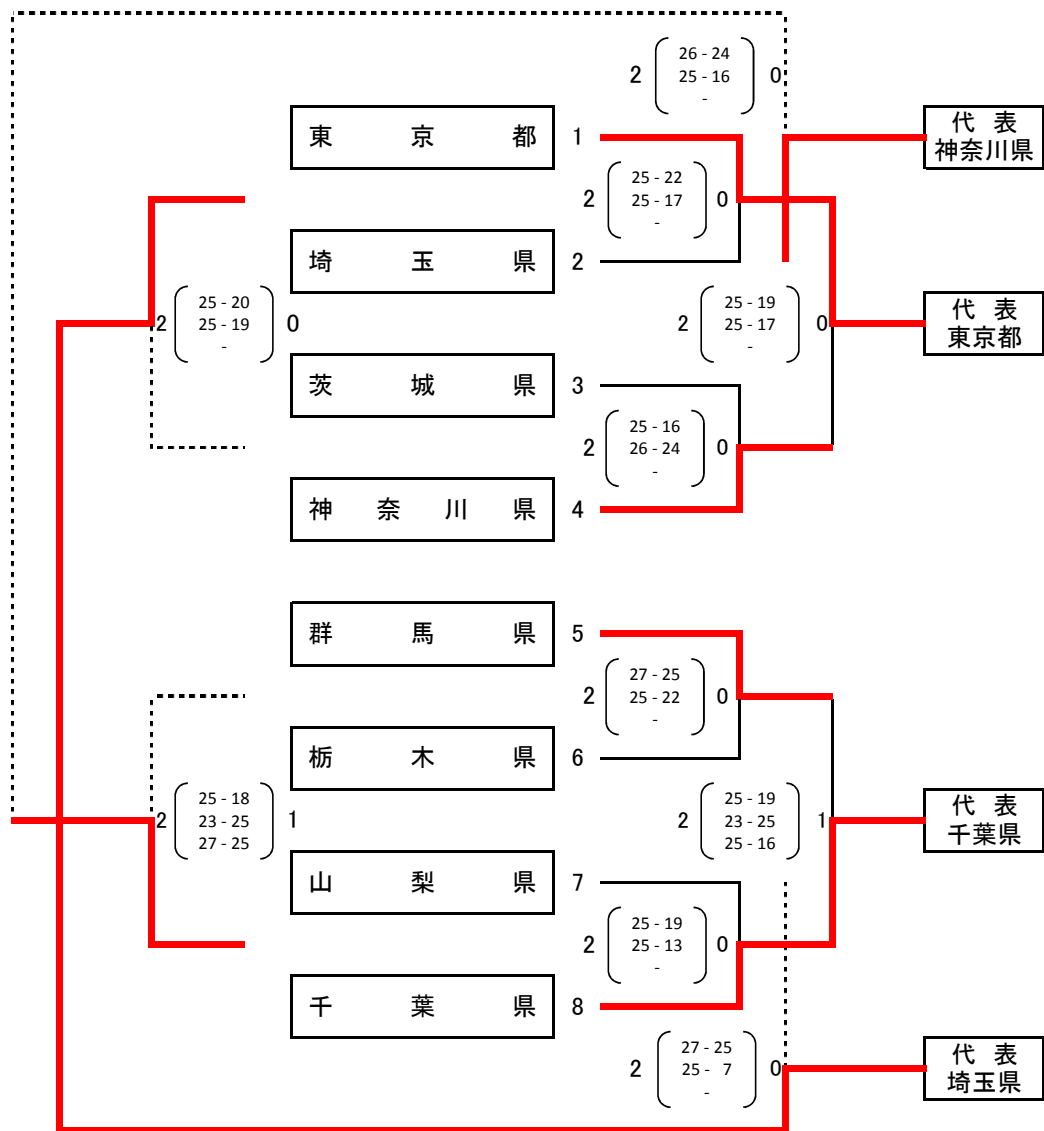 26 - 24
2 25 - 16 0
-
東京都 1
代表
神奈川県
25 - 22
2 25 - 17 0
-
埼玉県 2
25 - 20
2 25 - 19 0
-
25 - 19
2 25 - 17 0
-
代表
東京都
茨城県 3
25 - 16
2 26 - 24 0
-
神奈川県 4
群馬県 5
27 - 25
2 25 - 22 0
-
栃木県 6
25 - 18
2 23 - 25 1
27 - 25
25 - 19
2 23 - 25 1
25 - 16
代表
千葉県
山梨県 7
25 - 19
2 25 - 13 0
-
千葉県 8
27 - 25
2 25 - 7 0
-
代表
埼玉県